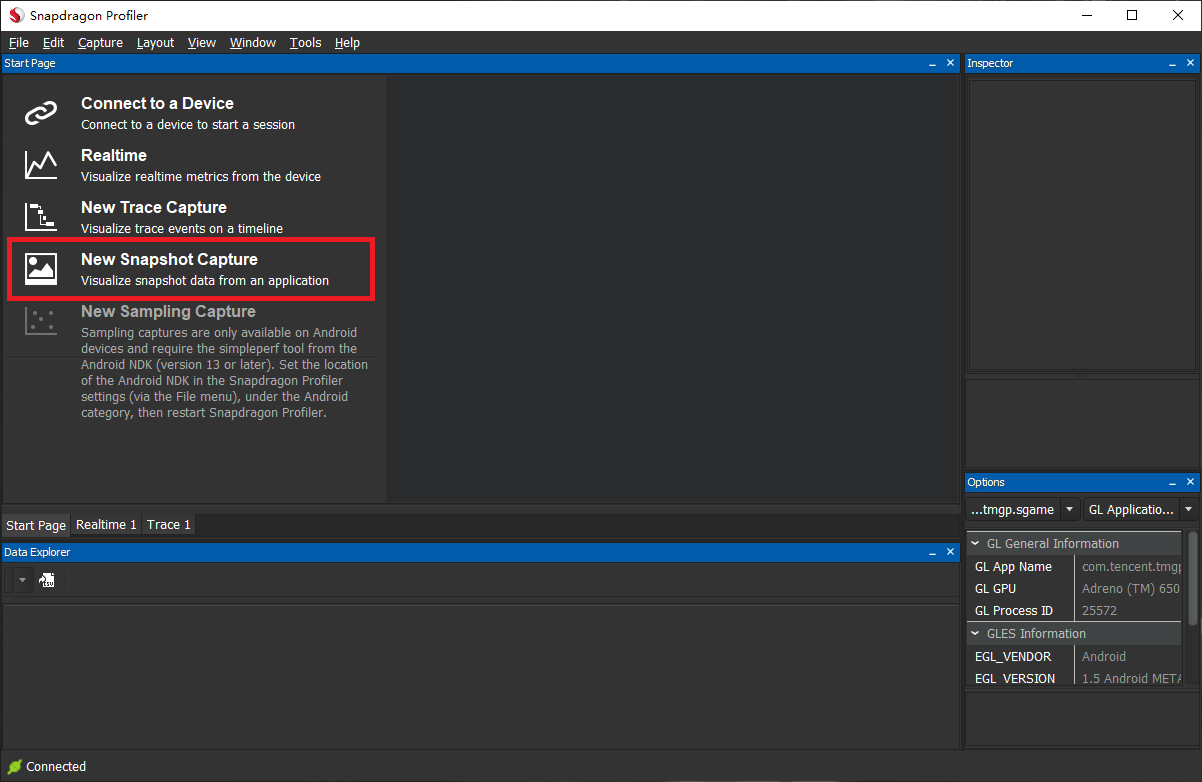 Snapdragon Profiler
File Edit Capture Layout View Window Tools Help
Start Page
Connect to a Device
Connect to a device to start a session
Realtime
Visualize realtime metrics from the device
New Trace Capture
Visualize trace events on a timeline
New Snapshot Capture
Visualize snapshot data from an application
New Sampling Capture
Sampling captures are only available on Android
devices and require the simpleperf tool from the
Android NDK (version 13 or later). Set the location
of the Android NDK in the Snapdragon Profiler
settings (via the File menu), under the Android
category, then restart Snapdragon Profiler.
Start Page Realtime 1 Trace 1
Data Explorer
CSV
Inspector
Options
...tmgp.sgame GL Applicatio...
GL General Information
GL App Name com.tencent.tmgp
GL GPU Adreno (TM) 650
GL Process ID 25572
GLES Information
EGL_VENDOR Android
EGL_VERSION 1.5 Android META
Connected